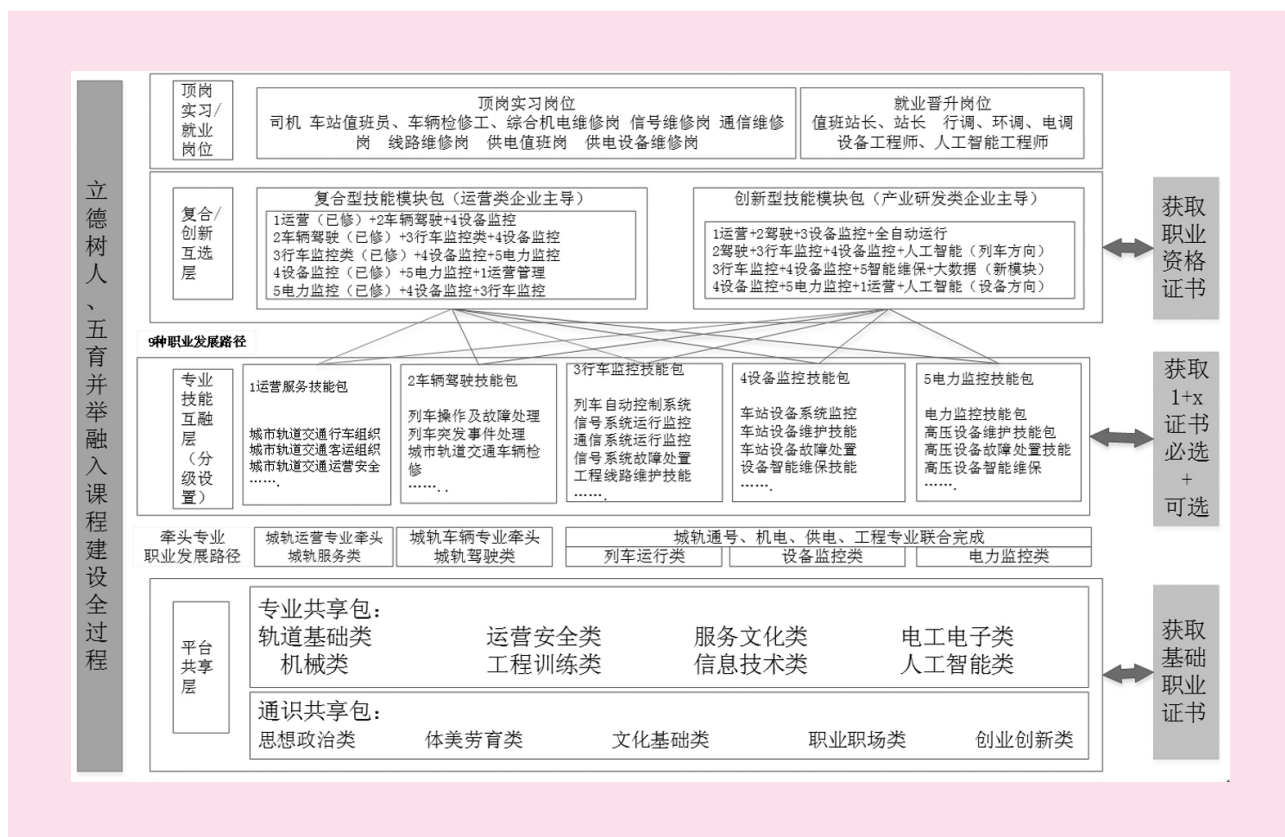 立德树人、五育并举融入课程建设全过程
顶岗
实习/
就业
岗位
顶岗实习岗位
司机 车站值班员、车辆检修工、综合机电维修岗 信号维修岗 通信维修
岗 线路维修岗 供电值班岗 供电设备维修岗
就业晋升岗位
值班站长、站长 行调、环调、电调
设备工程师、人工智能工程师
复合/
创新
互选
层
复合型技能模块包（运营类企业主导）
1运营（已修）+2车辆驾驶+4设备监控
2车辆驾驶（已修）+3行车监控类+4设备监控
3行车监控类（已修）+4设备监控+5电力监控
4设备监控（已修）+5电力监控+1运营管理
5电力监控（已修）+4设备监控+3行车监控
创新型技能模块包（产业研发类企业主导）
1运营+2驾驶+3设备监控+全自动运行
2驾驶+3行车监控+4设备监控+人工智能（列车方向）
3行车监控+4设备监控+5智能维保+大数据（新模块）
4设备监控+5电力监控+1运营+人工智能（设备方向）
获取
职业
资格
证书
9种职业发展路径
专业
技能
互融
层
（分
级设
置）
1运营服务技能包
城市轨道交通行车组织
城市轨道交通客运组织
城市轨道交通运营安全
…….
2车辆驾驶技能包
列车操作及故障处理
列车突发事件处理
城市轨道交通车辆检
修
……..
3行车监控技能包
列车自动控制系统
信号系统运行监控
通信系统运行监控
信号系统故障处置
工程线路维护技能
…….
4设备监控技能包
车站设备系统监控
车站设备维护技能
车站设备故障处置
设备智能维保技能
…….
5电力监控技能包
电力监控技能包
高压设备维护技能包
高压设备故障处置技能
高压设备智能维保
…….
获取
1+x
证书
必选
+
可选
牵头专业
职业发展路径
城轨运营专业牵头
城轨服务类
城轨车辆专业牵头
城轨驾驶类
城轨通号、机电、供电、工程专业联合完成
列车运行类
设备监控类
电力监控类
平台
共享
层
专业共享包：
轨道基础类 运营安全类 服务文化类 电工电子类
机械类 工程训练类 信息技术类 人工智能类
通识共享包：
思想政治类 体美劳育类 文化基础类 职业职场类 创业创新类
获取
基础
职业
证书